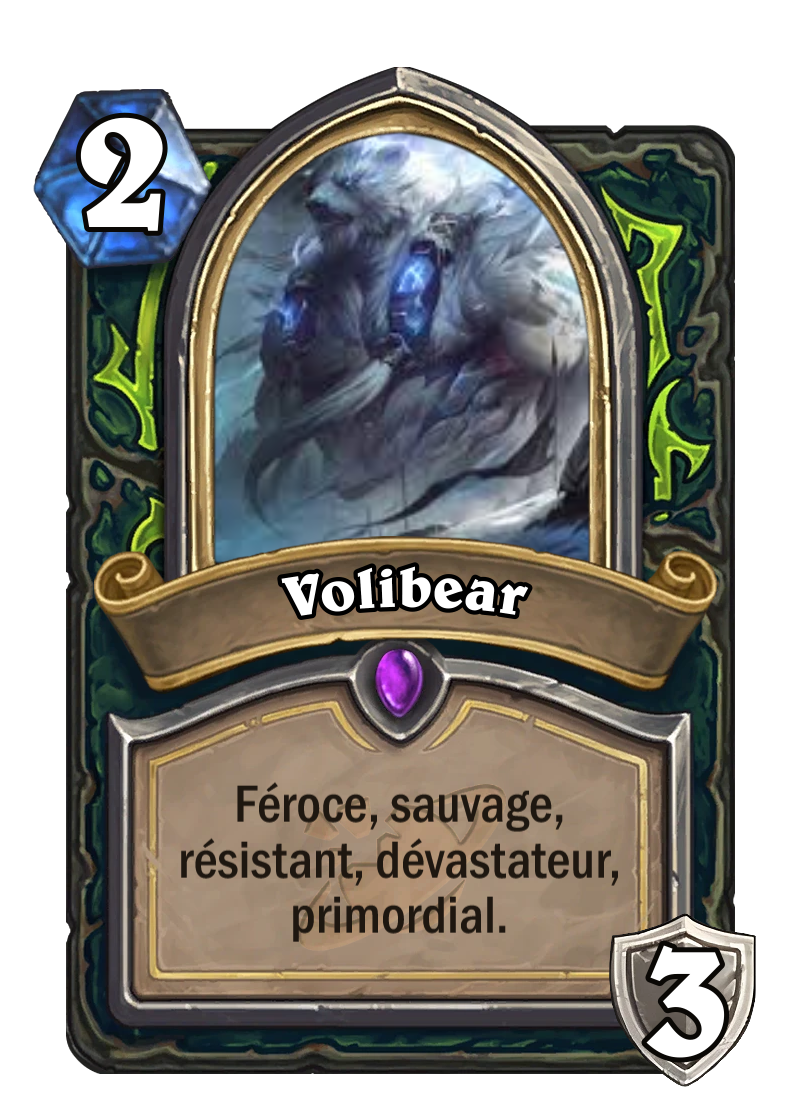 2
Volibear
Féroce, sauvage,
résistant, dévastateur,
primordial.
3